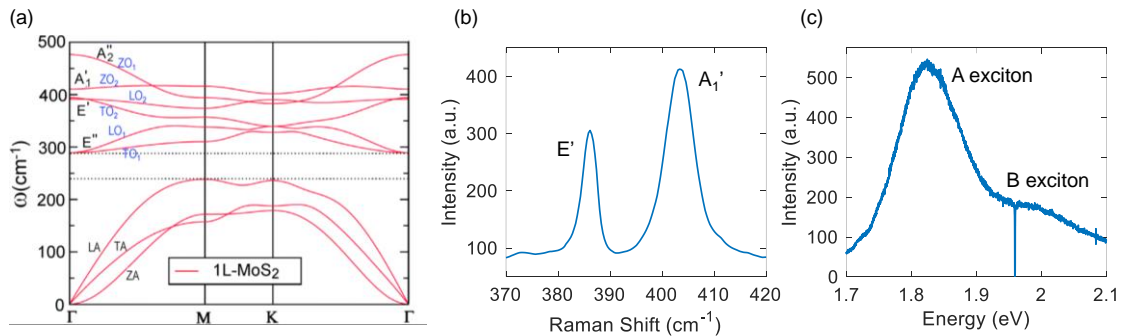 (a)
500
400
300
200
100
0
ω(cm-1)
A''2
ZO1
A'1
ZO2
LO2
E'
TO2
LO1
E''
TO1
LA
TA
ZA
1L-MoS2
Γ
M
K
Γ
(b)
400
300
200
100
Intensity (a.u.)
E'
A1'
370
380
390
400
410
420
Raman Shift (cm-1)
(c)
500
400
300
200
100
0
Intensity (a.u.)
A exciton
B exciton
1.7
1.8
1.9
2
2.1
Energy (eV)